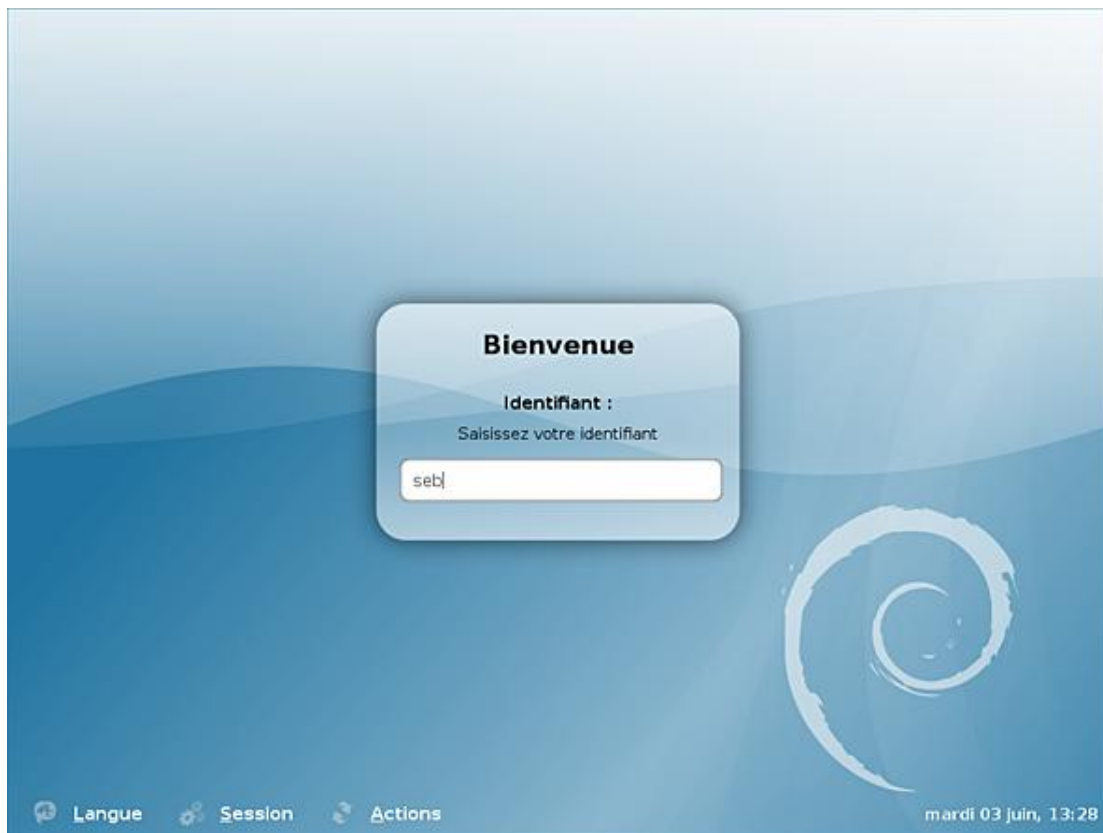 Bienvenue
Identifiant :
Saisissez votre identifiant
seb
Langue Session Actions mardi 03 juin, 13:28